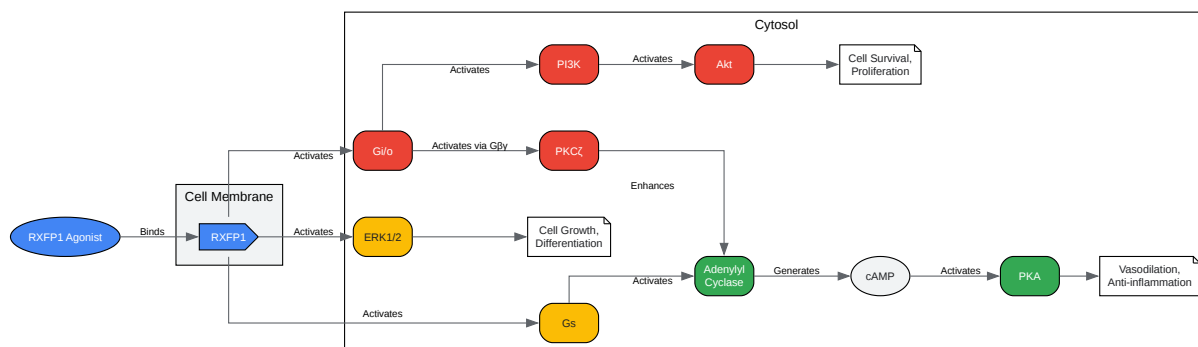 Cytosol
PI3K
Activates
Akt
Cell Survival,
Proliferation
Activates
Gi/o
Activates via Gβγ
PKCζ
Activates
Enhances
Cell Membrane
RXFP1 Agonist
Binds
RXFP1
Activates
ERK1/2
Cell Growth,
Differentiation
Adenylyl
Cyclase
Generates
cAMP
Activates
PKA
Vasodilation,
Anti-inflammation
Activates
Activates
Gs